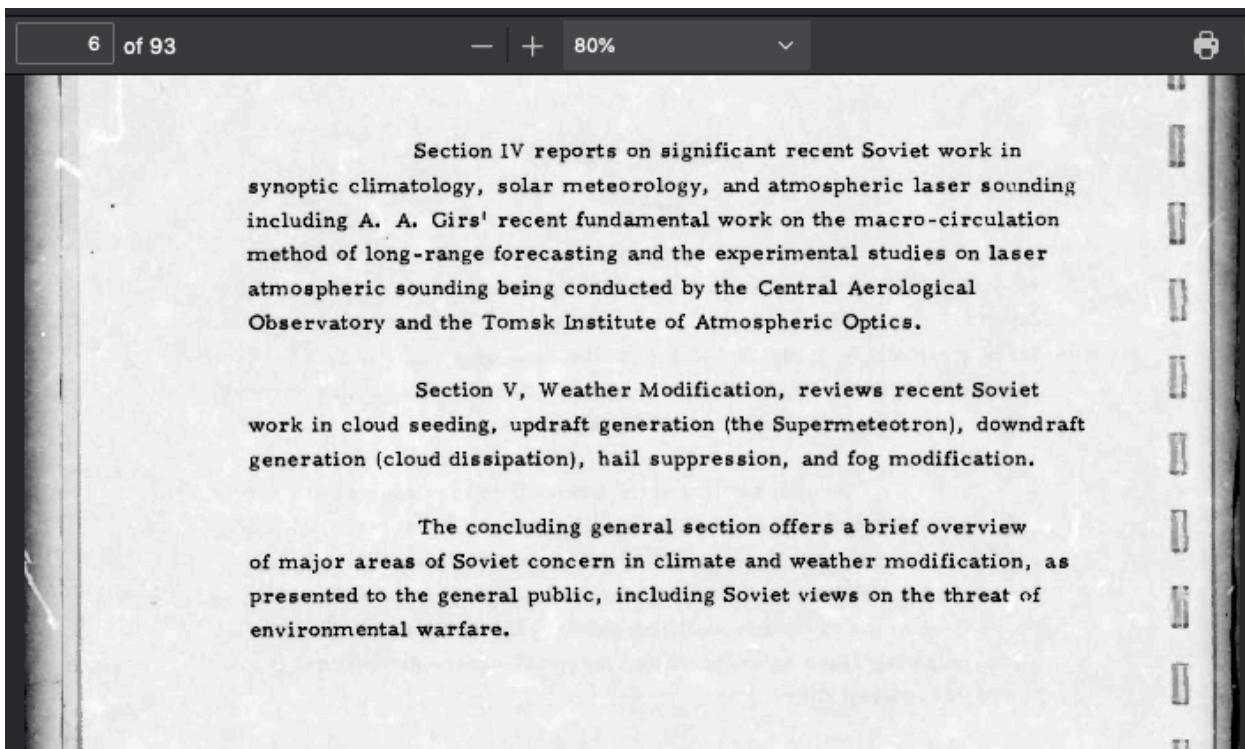 6 of 93
80%
Section IV reports on significant recent Soviet work in
synoptic climatology, solar meteorology, and atmospheric laser sounding
including A. A. Girs' recent fundamental work on the macro-circulation
method of long-range forecasting and the experimental studies on laser
atmospheric sounding being conducted by the Central Aerological
Observatory and the Tomsk Institute of Atmospheric Optics.
Section V, Weather Modification, reviews recent Soviet
work in cloud seeding, updraft generation (the Supermeteotron), downdraft
generation (cloud dissipation), hail suppression, and fog modification.
The concluding general section offers a brief overview
of major areas of Soviet concern in climate and weather modification, as
presented to the general public, including Soviet views on the threat of
environmental warfare.